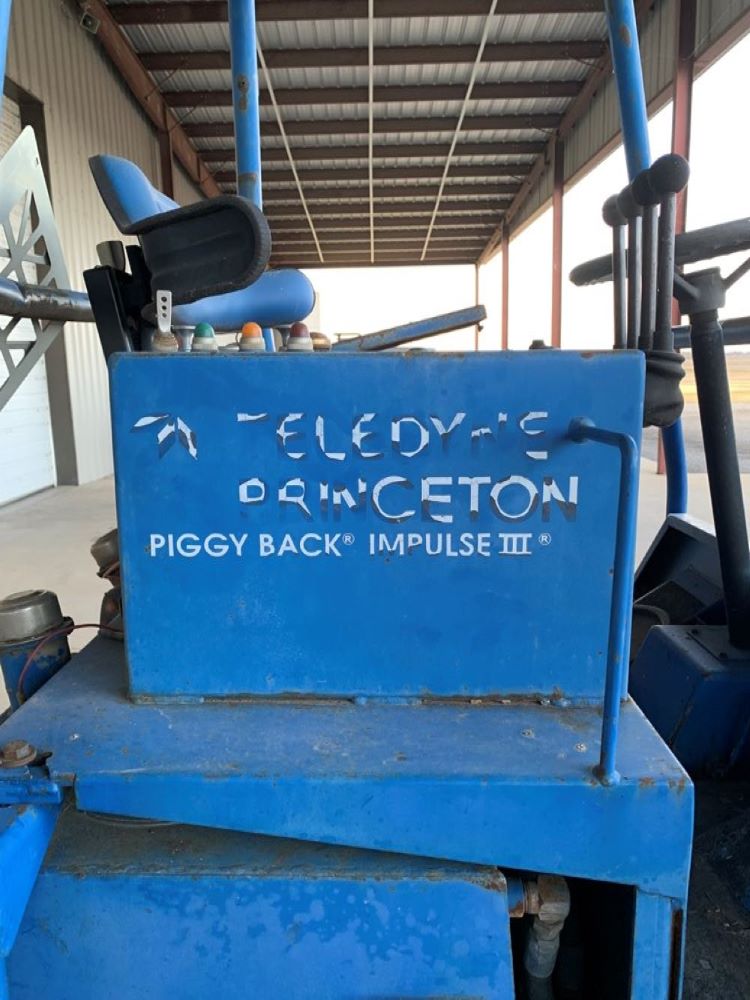 TELEDYNE
PRINCETON
PIGGY BACK® IMPULSE III ®